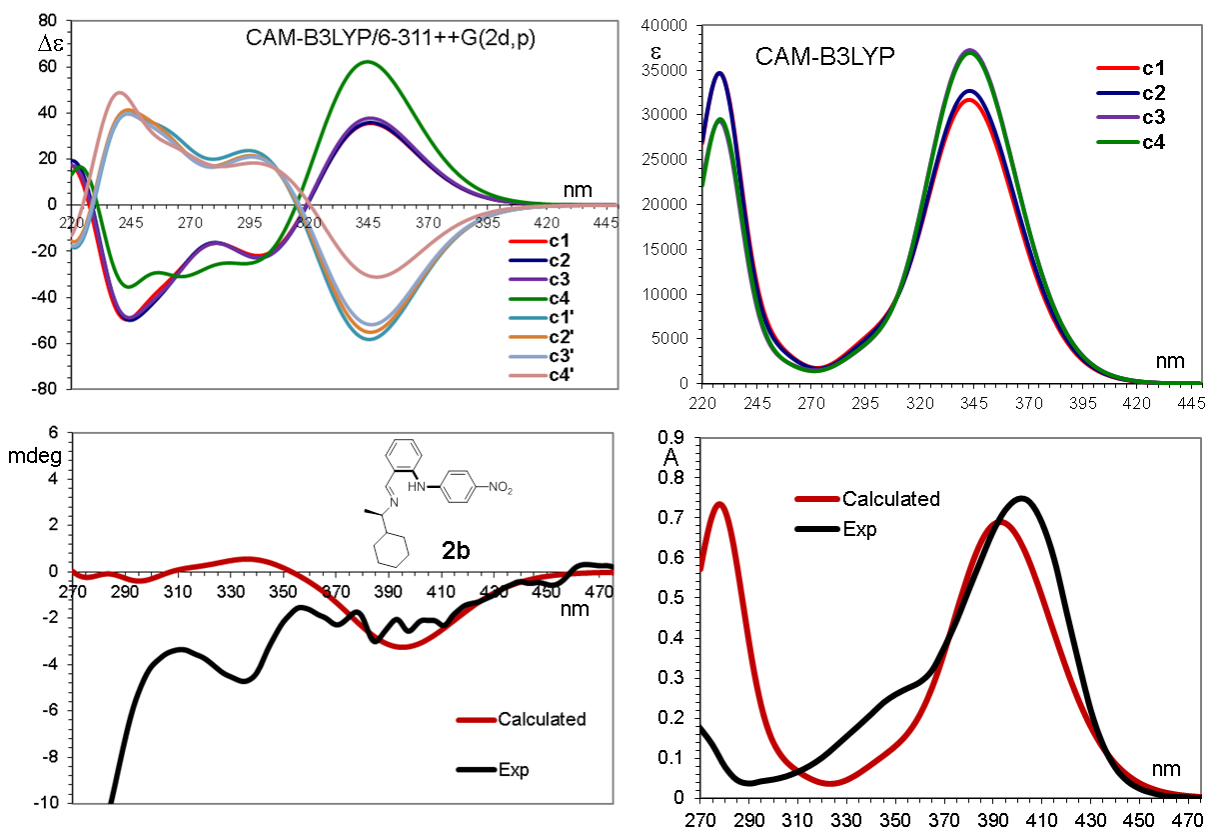 80
60
40
20
0
-20
-40
-60
-80
Δε
CAM-B3LYP/6-311++G(2d,p)
nm
220 245 270 295 320 345 370 395 420 445
c1
c2
c3
c4
c1'
c2'
c3'
c4'
40000
35000
30000
25000
20000
15000
10000
5000
0
ε
CAM-B3LYP
c1
c2
c3
c4
nm
220 245 270 295 320 345 370 395 420 445
6
4
2
0
-2
-4
-6
-8
-10
mdeg
HN
NO2
N
2b
270 290 310 330 350 370 390 410 430 450 470
nm
Calculated
Exp
0.9
0.8
0.7
0.6
0.5
0.4
0.3
0.2
0.1
0
A
Calculated
Exp
nm
270 290 310 330 350 370 390 410 430 450 470